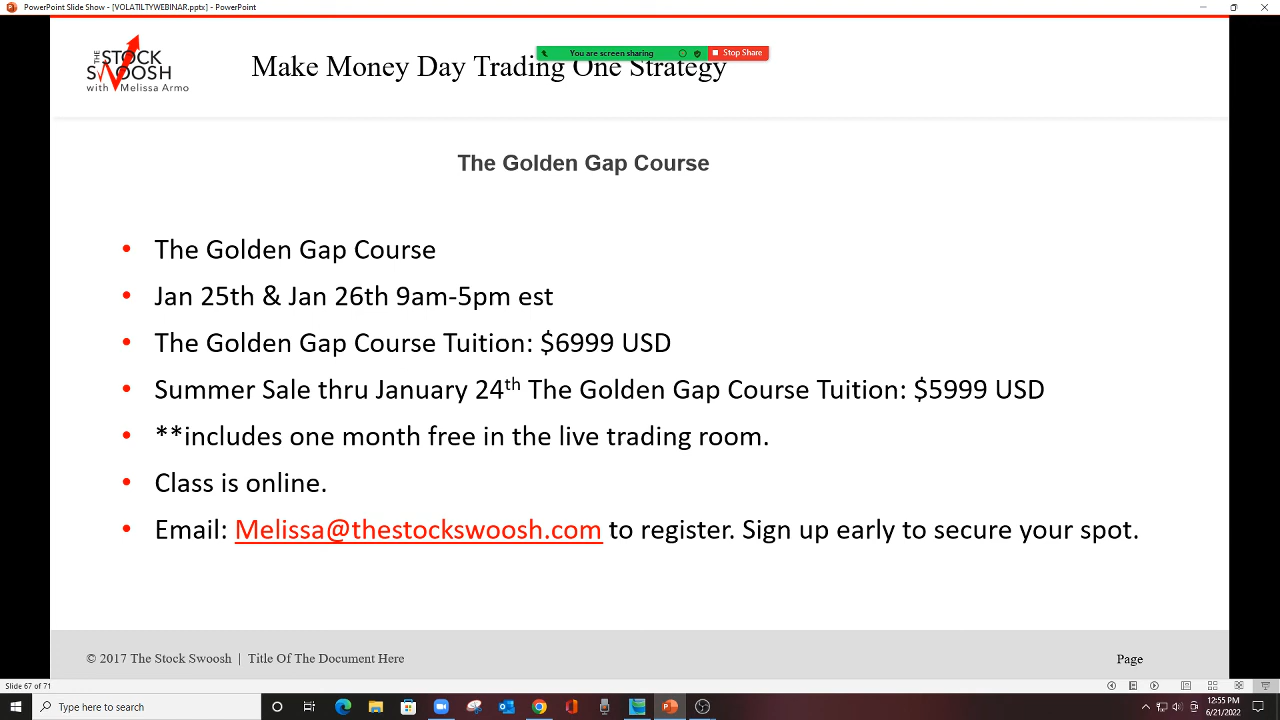 PowerPoint Slide Show - [VOLATILTYWEBINAR.pptx] - PowerPoint
You are screen sharing
Stop Share
THE STOCK
SWOOSH
with Melissa Armo
Make Money Day Trading One Strategy
The Golden Gap Course
• The Golden Gap Course
• Jan 25th & Jan 26th 9am-5pm est
• The Golden Gap Course Tuition: $6999 USD
• Summer Sale thru January 24th The Golden Gap Course Tuition: $5999 USD
• **includes one month free in the live trading room.
• Class is online.
• Email: Melissa@thestockswoosh.com to register. Sign up early to secure your spot.
© 2017 The Stock Swoosh | Title Of The Document Here
Page
Slide 67 of 71
Type here to search
12:55 PM
6/21/2022